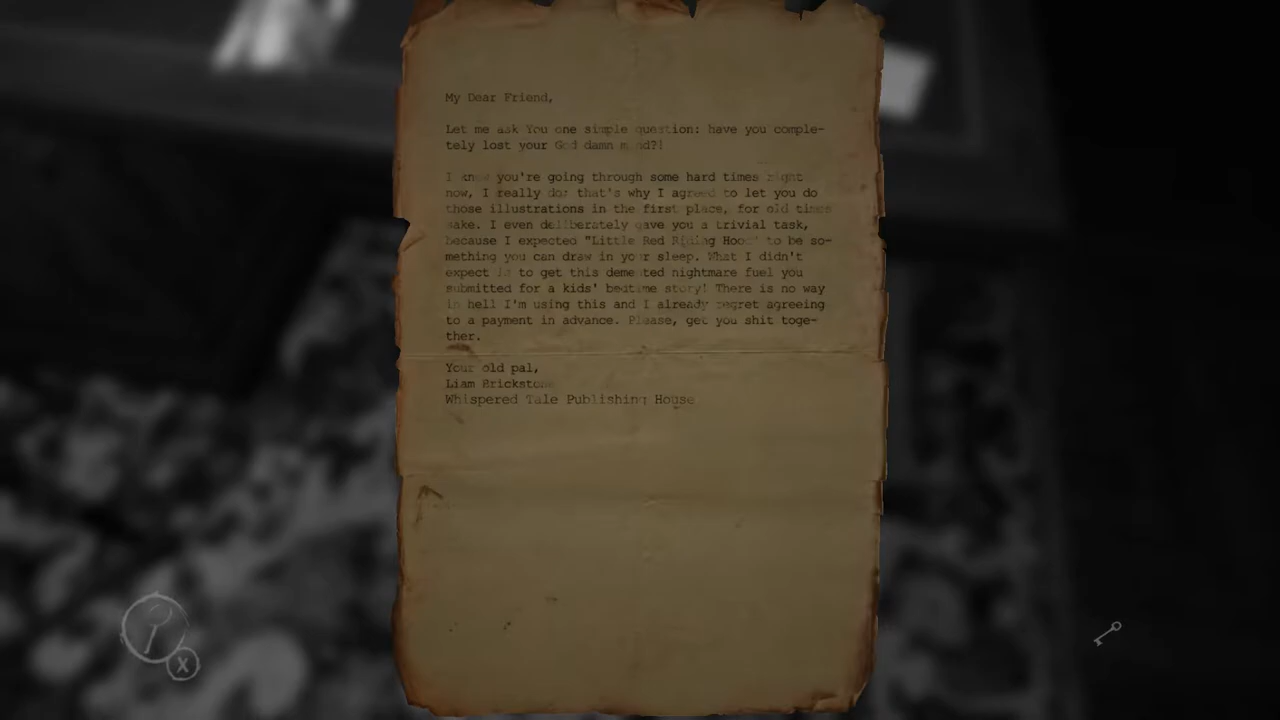 My Dear Friend,
Let me ask You one simple question: have you comple-
tely lost your God damn mind?!
I know you're going through some hard times right
now, I really do; that's why I agreed to let you do
those illustrations in the first place, for old times
sake. I even deliberately gave you a trivial task,
because I expected "Little Red Riding Hood" to be so-
mething you can draw in your sleep. What I didn't
expect is to get this demented nightmare fuel you
submitted for a kids' bedtime story! There is no way
in hell I'm using this and I already regret agreeing
to a payment in advance. Please, get you shit toge-
ther.
Your old pal,
Liam Brickstone
Whispered Tale Publishing House
X